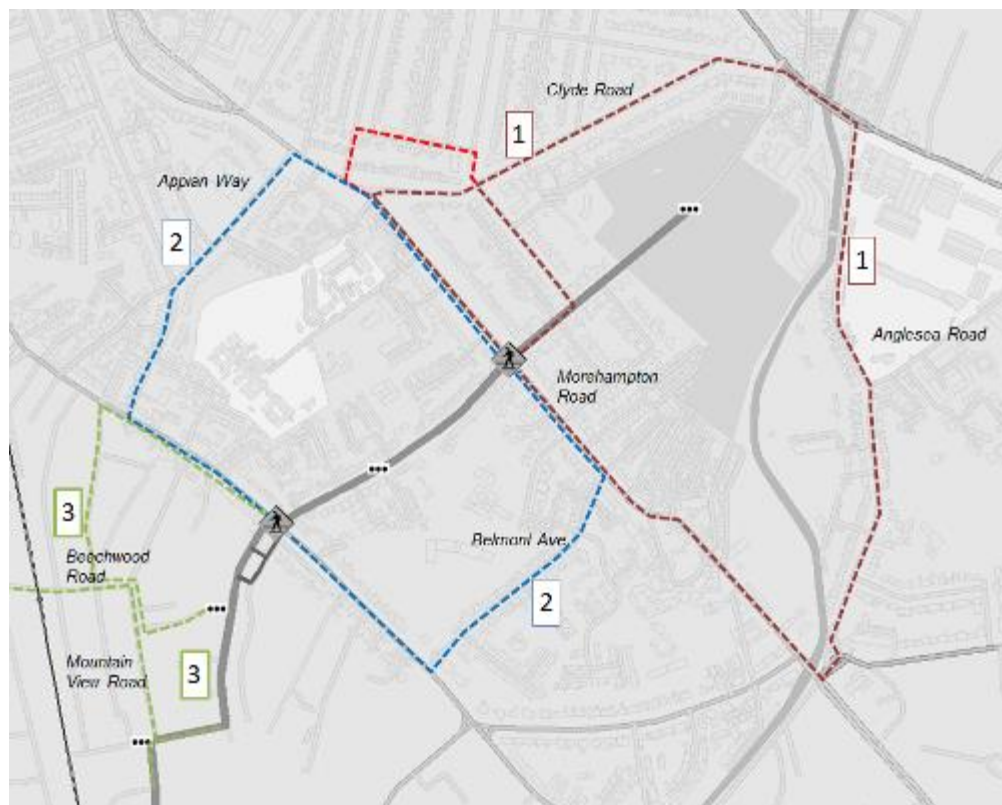 Clyde Road
1
Appian Way
2
1
Anglesea Road
Morehampton
Road
3
Belmont Ave
Beechwood
Road
2
Mountain
View Road
3